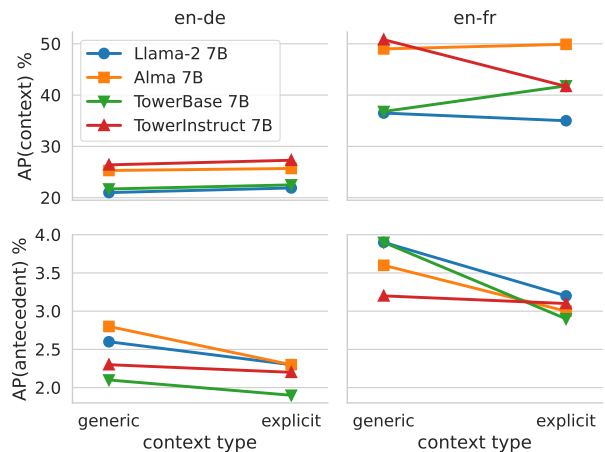 en-de
en-fr
Llama-2 7B
Alma 7B
TowerBase 7B
TowerInstruct 7B
AP(context) %
50
40
30
20
AP(antecedent) %
4.0
3.5
3.0
2.5
2.0
generic
explicit
generic
explicit
context type
context type